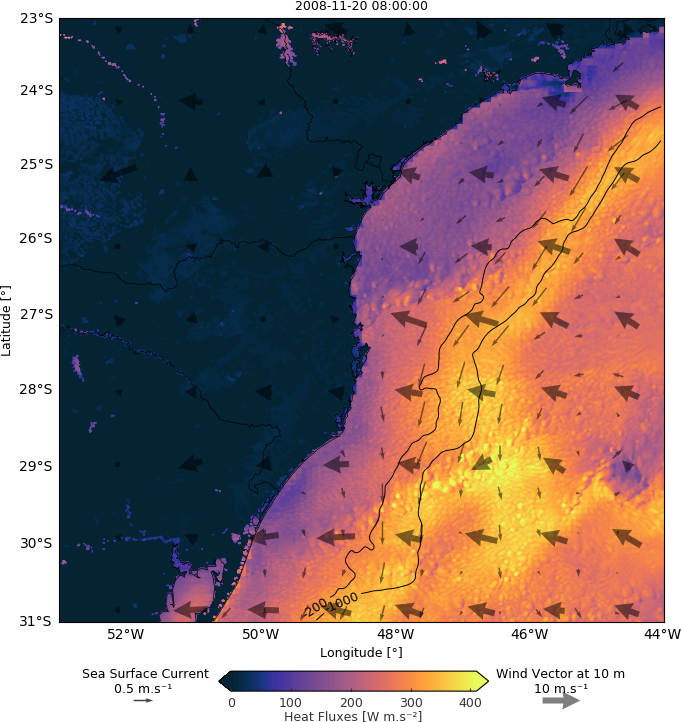 2008-11-20 08:00:00
23°S
24°S
25°S
26°S
27°S
28°S
29°S
30°S
31°S
Latitude [°]
-200
-1000
52°W 50°W 48°W 46°W 44°W
Longitude [°]
Sea Surface Current
0.5 m.s⁻¹
Wind Vector at 10 m
10 m.s⁻¹
0 100 200 300 400
Heat Fluxes [W m.s⁻²]